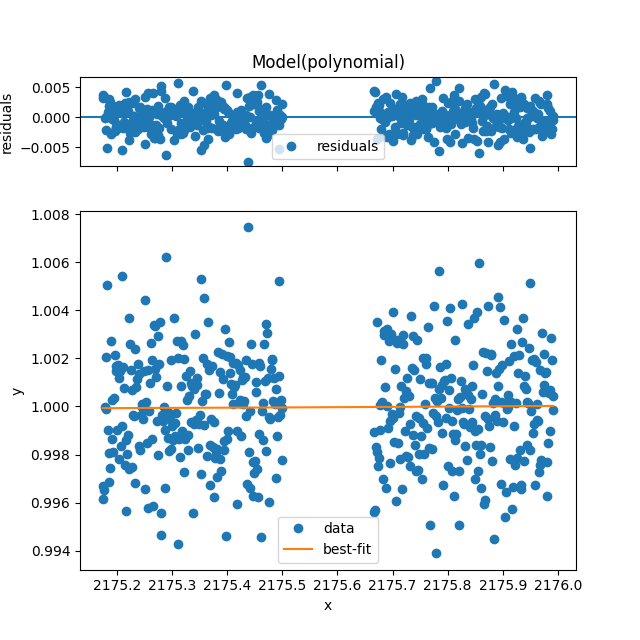 Model(polynomial)
residuals
0.005
0.000
−0.005
residuals
y
1.008
1.006
1.004
1.002
1.000
0.998
0.996
0.994
data
best-fit
2175.2 2175.3 2175.4 2175.5 2175.6 2175.7 2175.8 2175.9 2176.0
x